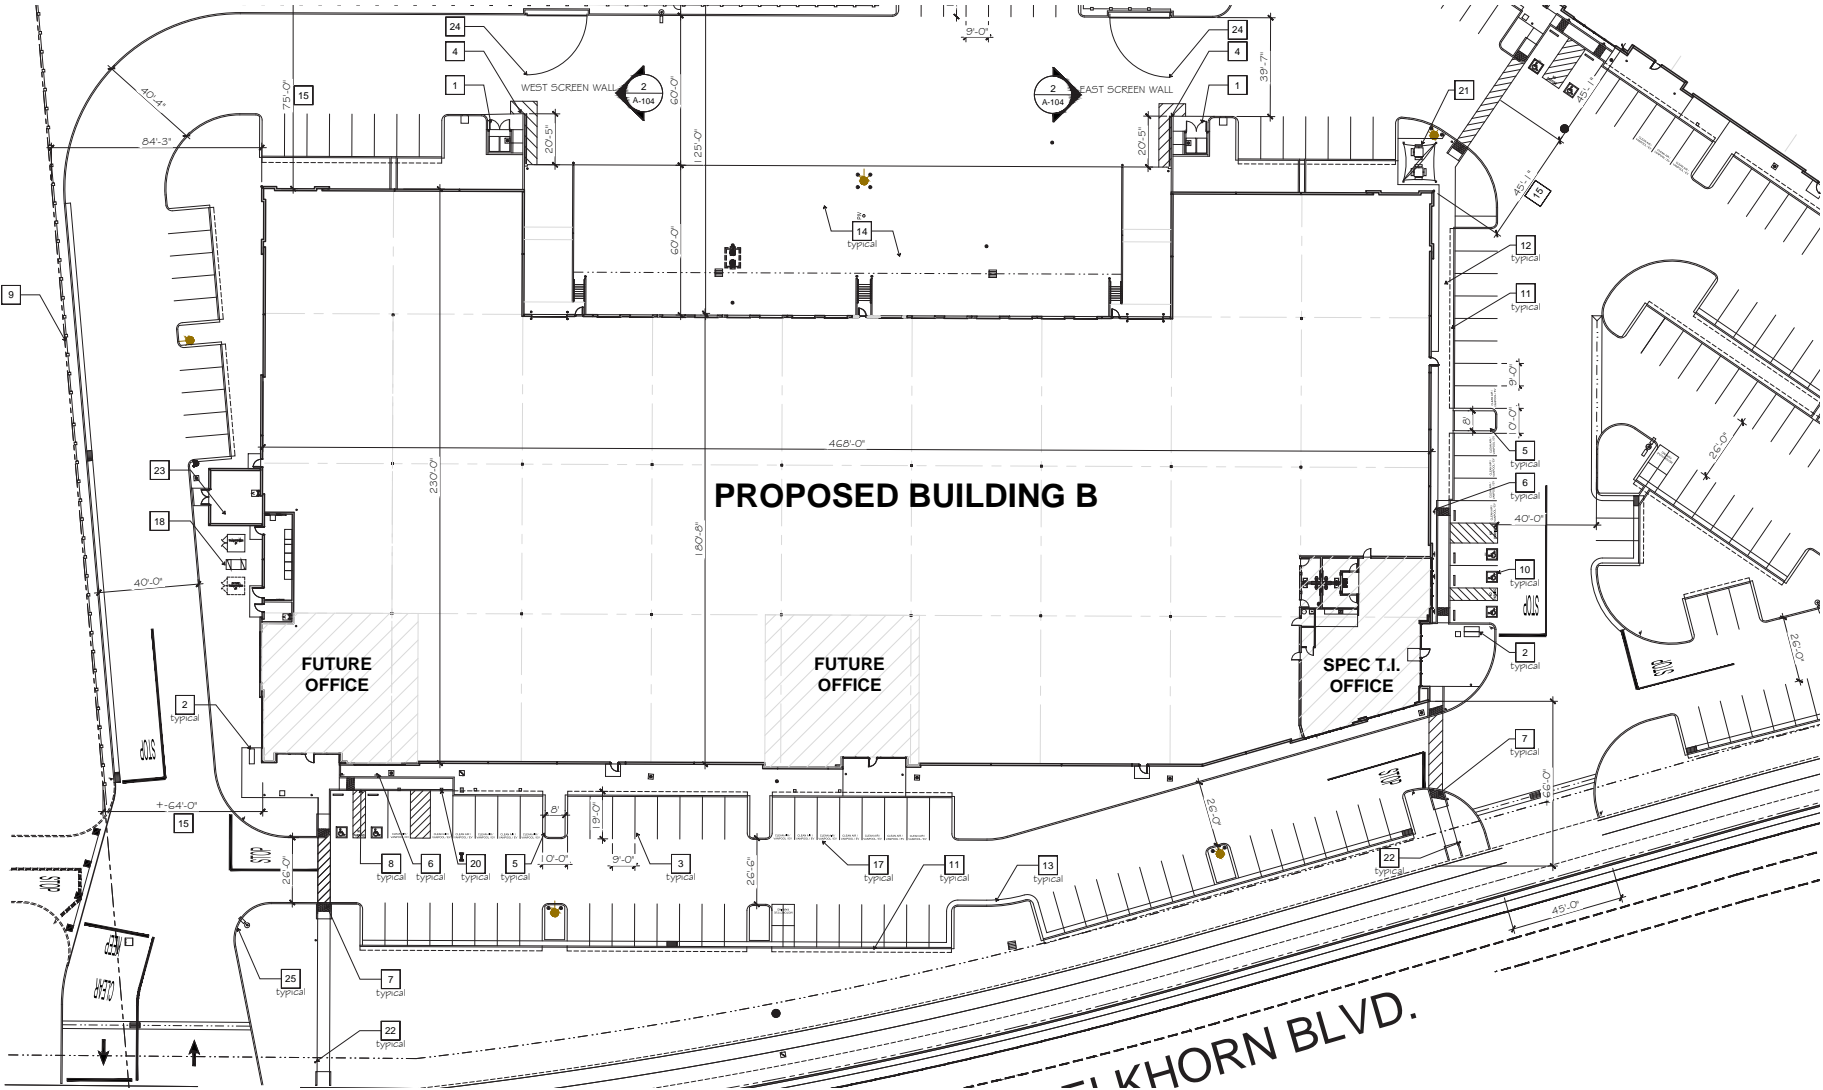 24
4
1
WEST SCREEN WALL
2
A-104
9'-0"
2
A-104
EAST SCREEN WALL
24
4
1
39'-7"
21
45'-1"
45'-1"
15
40'-4"
75'-0"
15
84'-3"
60'-0"
125'-0"
20'-5"
20'-5"
60'-0"
14
typical
12
typical
11
typical
9
9'-0"
8'
5
typical
6
typical
26'-0"
40'-0"
10
typical
STOP
2
typical
468'-0"
230'-0"
180'-8"
PROPOSED BUILDING B
23
18
40'-0"
FUTURE
OFFICE
FUTURE
OFFICE
SPEC T.I.
OFFICE
STOP
26'-0"
2
typical
STOP
7
typical
STOP
166'-0"
+-64'-0"
15
STOP
STOP
26'-0"
8'
19'-0"
9'-0"
26'-6"
26'-0"
8
typical
6
typical
20
typical
5
typical
3
typical
17
typical
11
typical
13
typical
22
typical
45'-0"
KEEP
CLEAR
25
typical
7
typical
22
typical
ELKHORN BLVD.